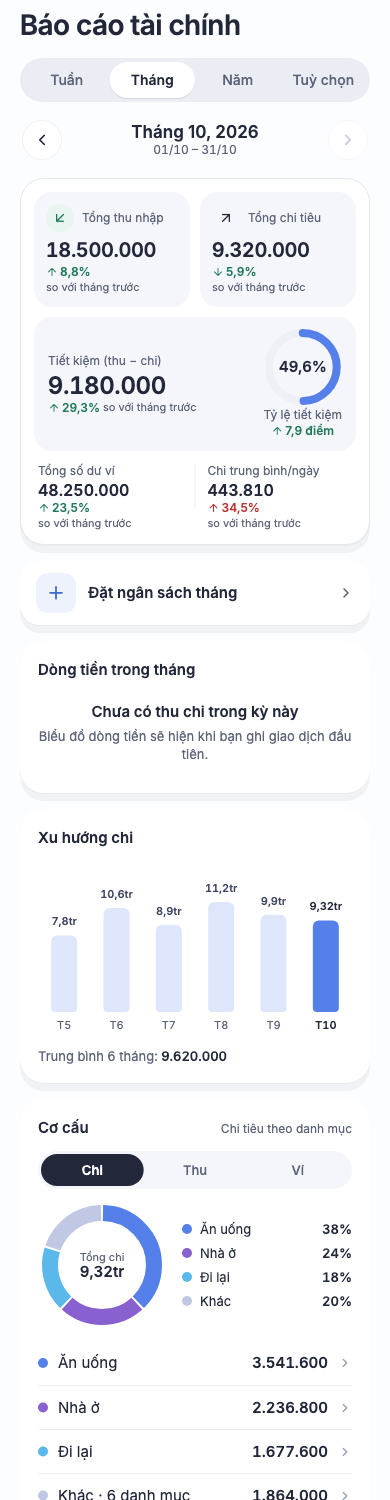 Báo cáo tài chính
Tuần Tháng Năm Tuỳ chọn
Tháng 10, 2026
01/10 – 31/10
Tổng thu nhập
18.500.000
↑ 8,8%
so với tháng trước
Tổng chi tiêu
9.320.000
↓ 5,9%
so với tháng trước
Tiết kiệm (thu − chi)
9.180.000
↑ 29,3% so với tháng trước
49,6%
Tỷ lệ tiết kiệm
↑ 7,9 điểm
Tổng số dư ví
48.250.000
↑ 23,5%
so với tháng trước
Chi trung bình/ngày
443.810
↑ 34,5%
so với tháng trước
Đặt ngân sách tháng
Dòng tiền trong tháng
Chưa có thu chi trong kỳ này
Biểu đồ dòng tiền sẽ hiện khi bạn ghi giao dịch đầu
tiên.
Xu hướng chi
7,8tr 10,6tr 8,9tr 11,2tr 9,9tr 9,32tr
T5 T6 T7 T8 T9 T10
Trung bình 6 tháng: 9.620.000
Cơ cấu Chi tiêu theo danh mục
Chi Thu Ví
Tổng chi
9,32tr
Ăn uống 38%
Nhà ở 24%
Đi lại 18%
Khác 20%
Ăn uống 3.541.600
Nhà ở 2.236.800
Đi lại 1.677.600
Khác · 6 danh mục 1.864.000